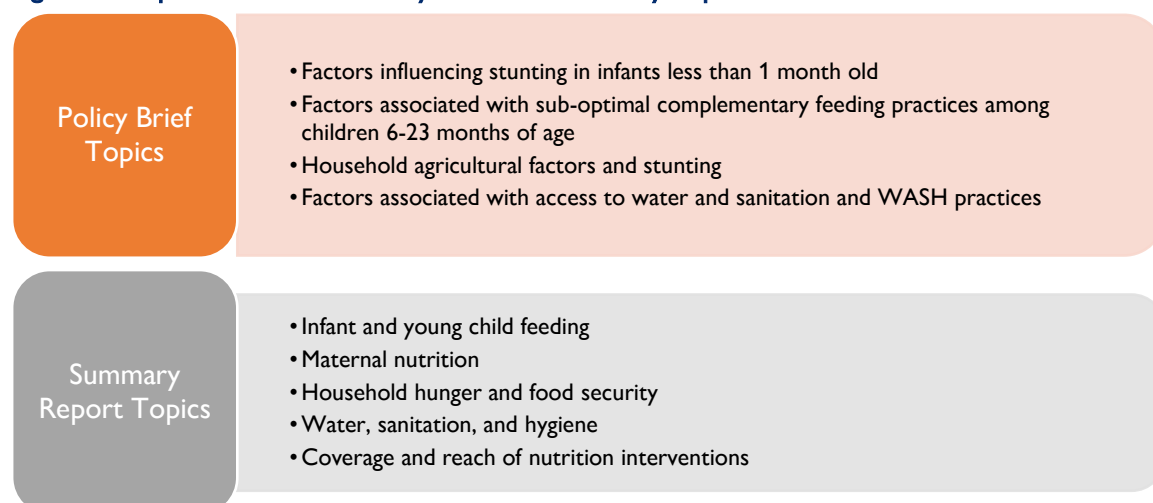 Policy Brief
Topics
• Factors influencing stunting in infants less than 1 month old
• Factors associated with sub-optimal complementary feeding practices among
children 6-23 months of age
• Household agricultural factors and stunting
• Factors associated with access to water and sanitation and WASH practices
Summary
Report Topics
• Infant and young child feeding
• Maternal nutrition
• Household hunger and food security
• Water, sanitation, and hygiene
• Coverage and reach of nutrition interventions